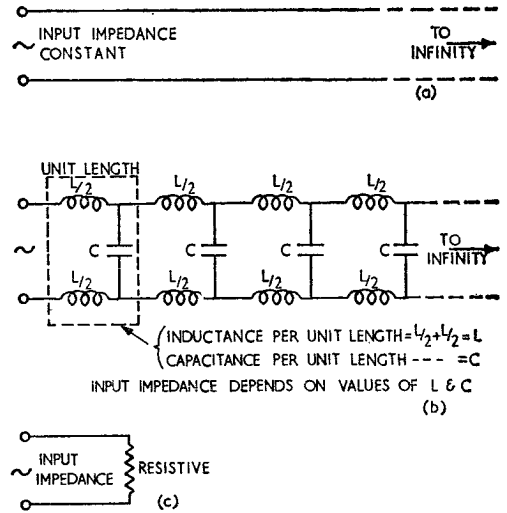 INPUT IMPEDANCE
CONSTANT
TO
INFINITY
(a)
UNIT LENGTH
L/2 L/2 L/2 L/2
C C C C
TO
INFINITY
L/2 L/2 L/2 L/2
INDUCTANCE PER UNIT LENGTH=L/2+L/2=L
CAPACITANCE PER UNIT LENGTH --- =C
INPUT IMPEDANCE DEPENDS ON VALUES OF L & C
(b)
INPUT
IMPEDANCE
RESISTIVE
(c)